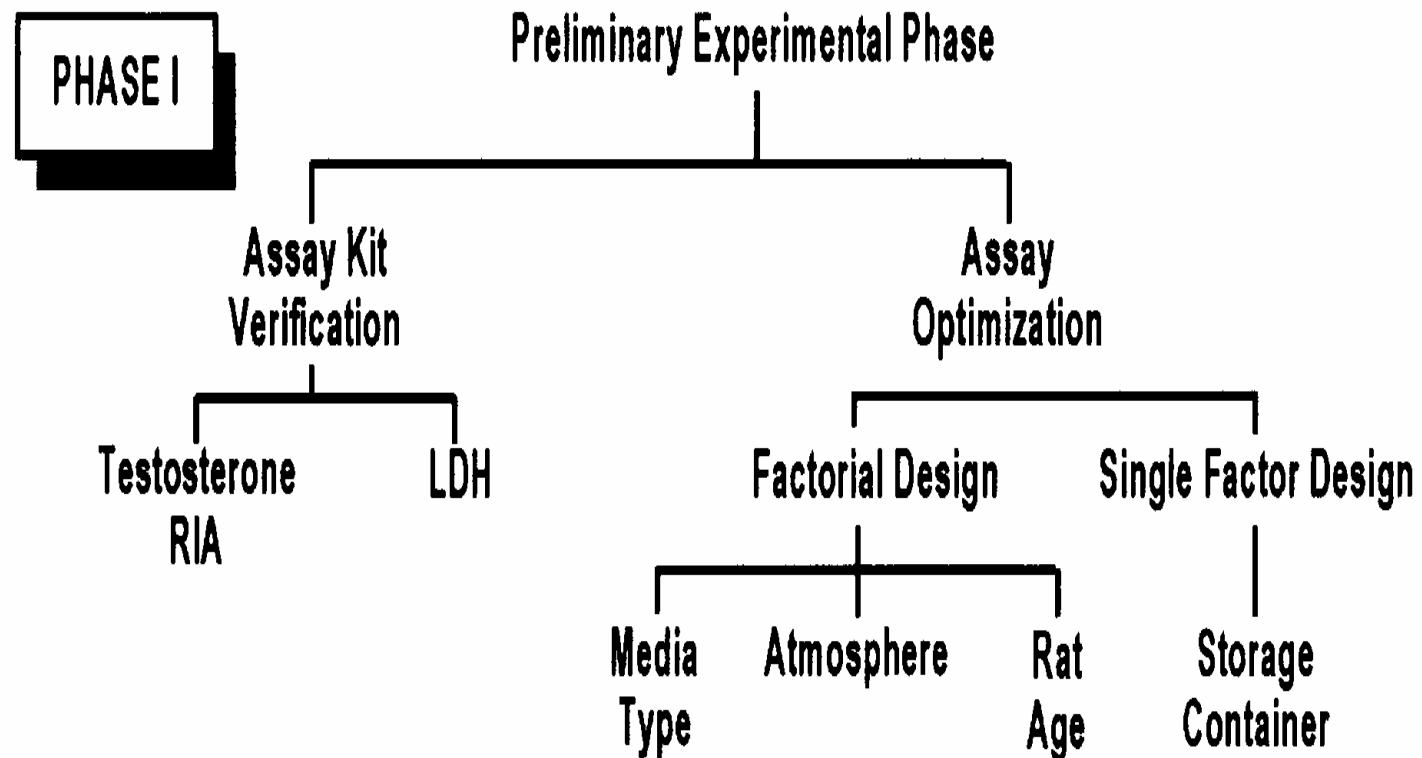 PHASE I
Preliminary Experimental Phase
Assay Kit
Verification
Assay
Optimization
Testosterone
RIA
LDH
Factorial Design
Single Factor Design
Media
Type
Atmosphere
Rat
Age
Storage
Container